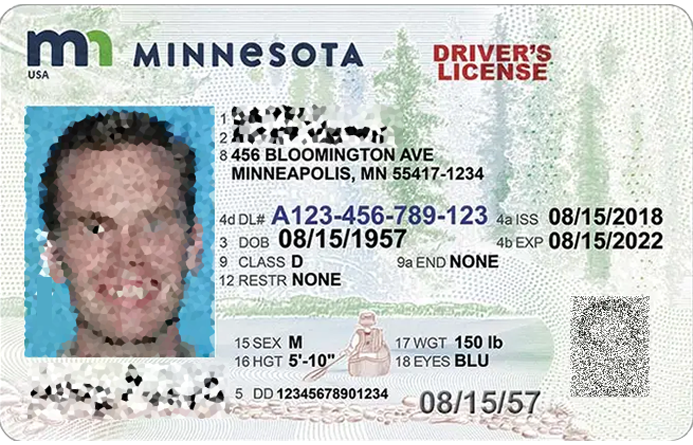 mn MINNESOTA
USA
DRIVER'S
LICENSE
1
2
8 456 BLOOMINGTON AVE
MINNEAPOLIS, MN 55417-1234
4d DL# A123-456-789-123 4a ISS 08/15/2018
3 DOB 08/15/1957 4b EXP 08/15/2022
9 CLASS D 9a END NONE
12 RESTR NONE
15 SEX M 17 WGT 150 lb
16 HGT 5'-10" 18 EYES BLU
5 DD 12345678901234
08/15/57